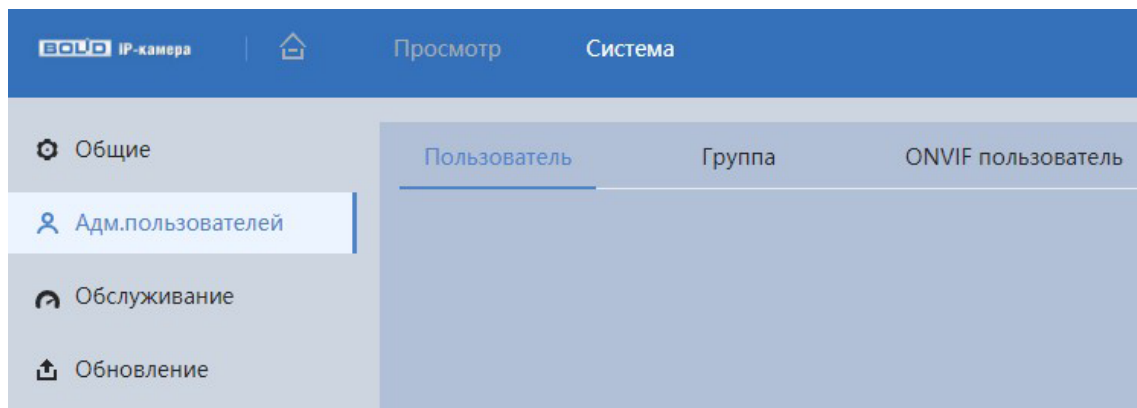 BOLID IP-камера Просмотр Система
Общие
Адм.пользователей
Обслуживание
Обновление
Пользователь Группа ONVIF пользователь